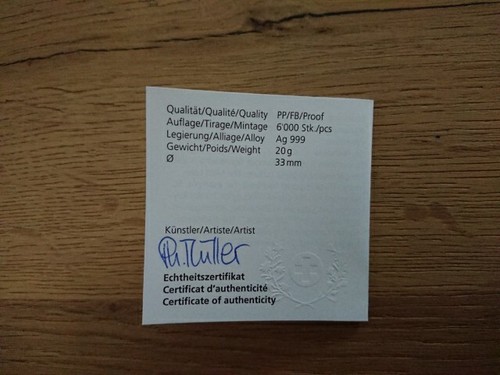 Qualität/Qualité/Quality PP/FB/Proof
Auflage/Tirage/Mintage 6'000 Stk./pcs
Legierung/Alliage/Alloy Ag 999
Gewicht/Poids/Weight 20 g
Ø 33 mm
Künstler/Artiste/Artist
Echtheitszertifikat
Certificat d'authenticité
Certificate of authenticity